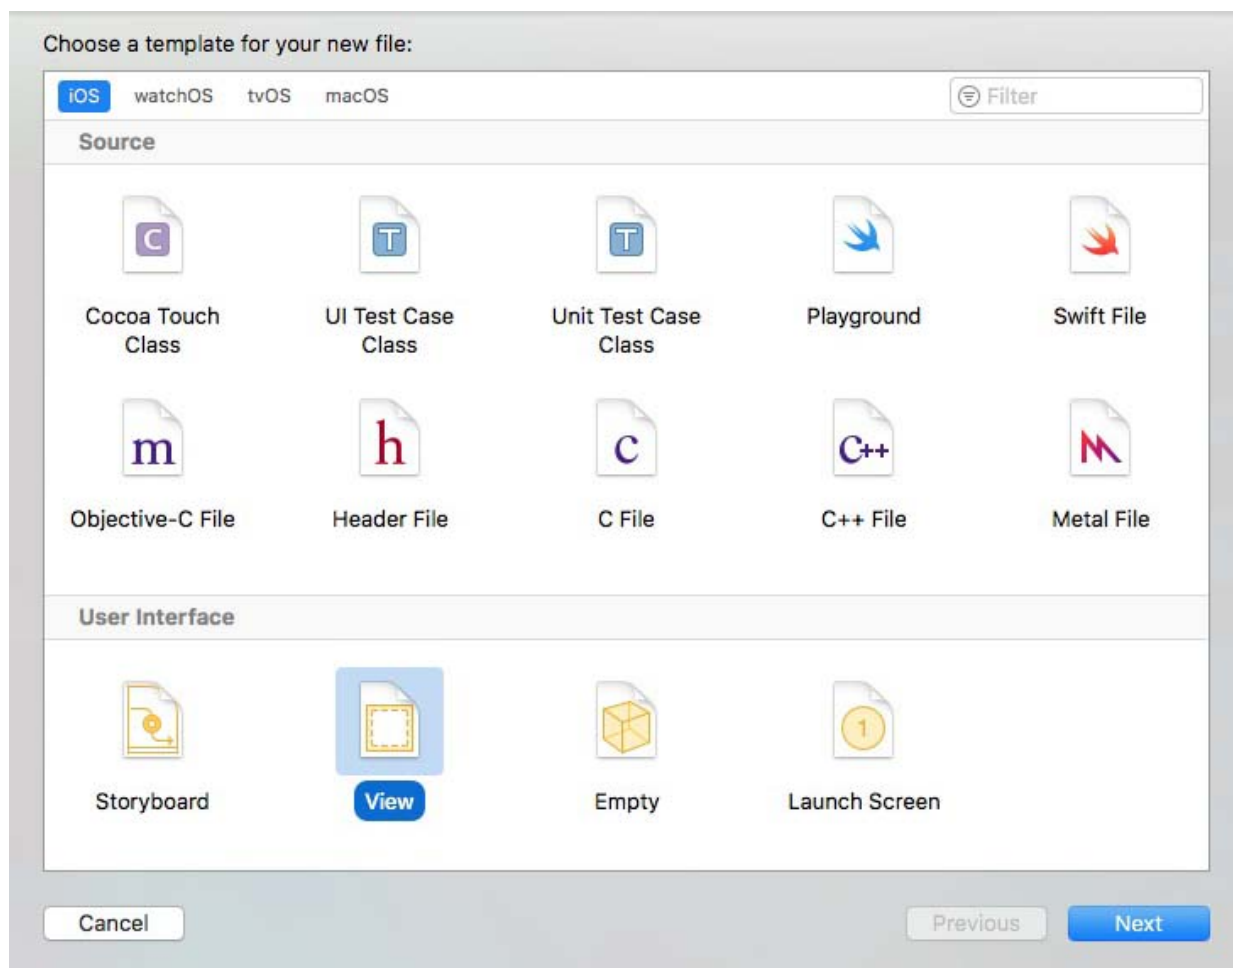 Choose a template for your new file:
iOS watchOS tvOS macOS Filter
Source
C T T
Cocoa Touch UI Test Case Unit Test Case Playground Swift File
Class Class Class
m h c C++
Objective-C File Header File C File C++ File Metal File
User Interface
1
Storyboard View Empty Launch Screen
Cancel Previous Next